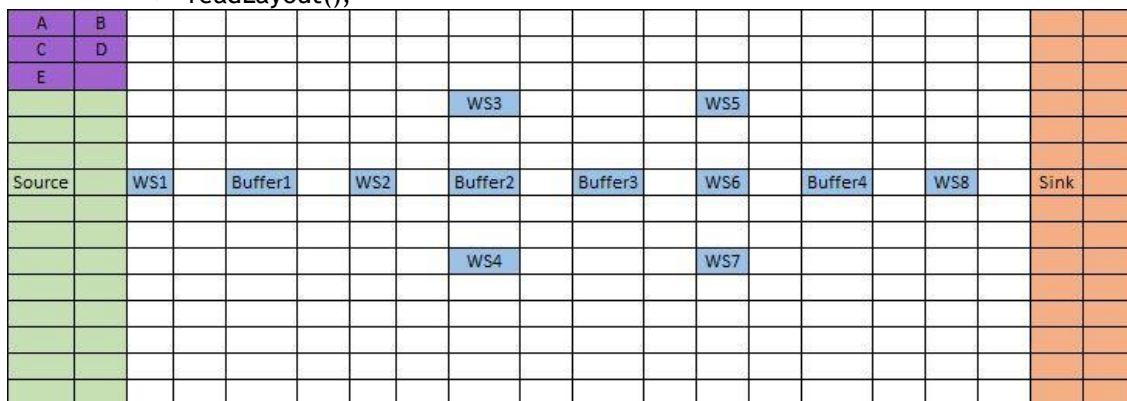 readLayout();
A B
C D
E
WS3 WS5
Source WS1 Buffer1 WS2 Buffer2 Buffer3 WS6 Buffer4 WS8 Sink
WS4 WS7